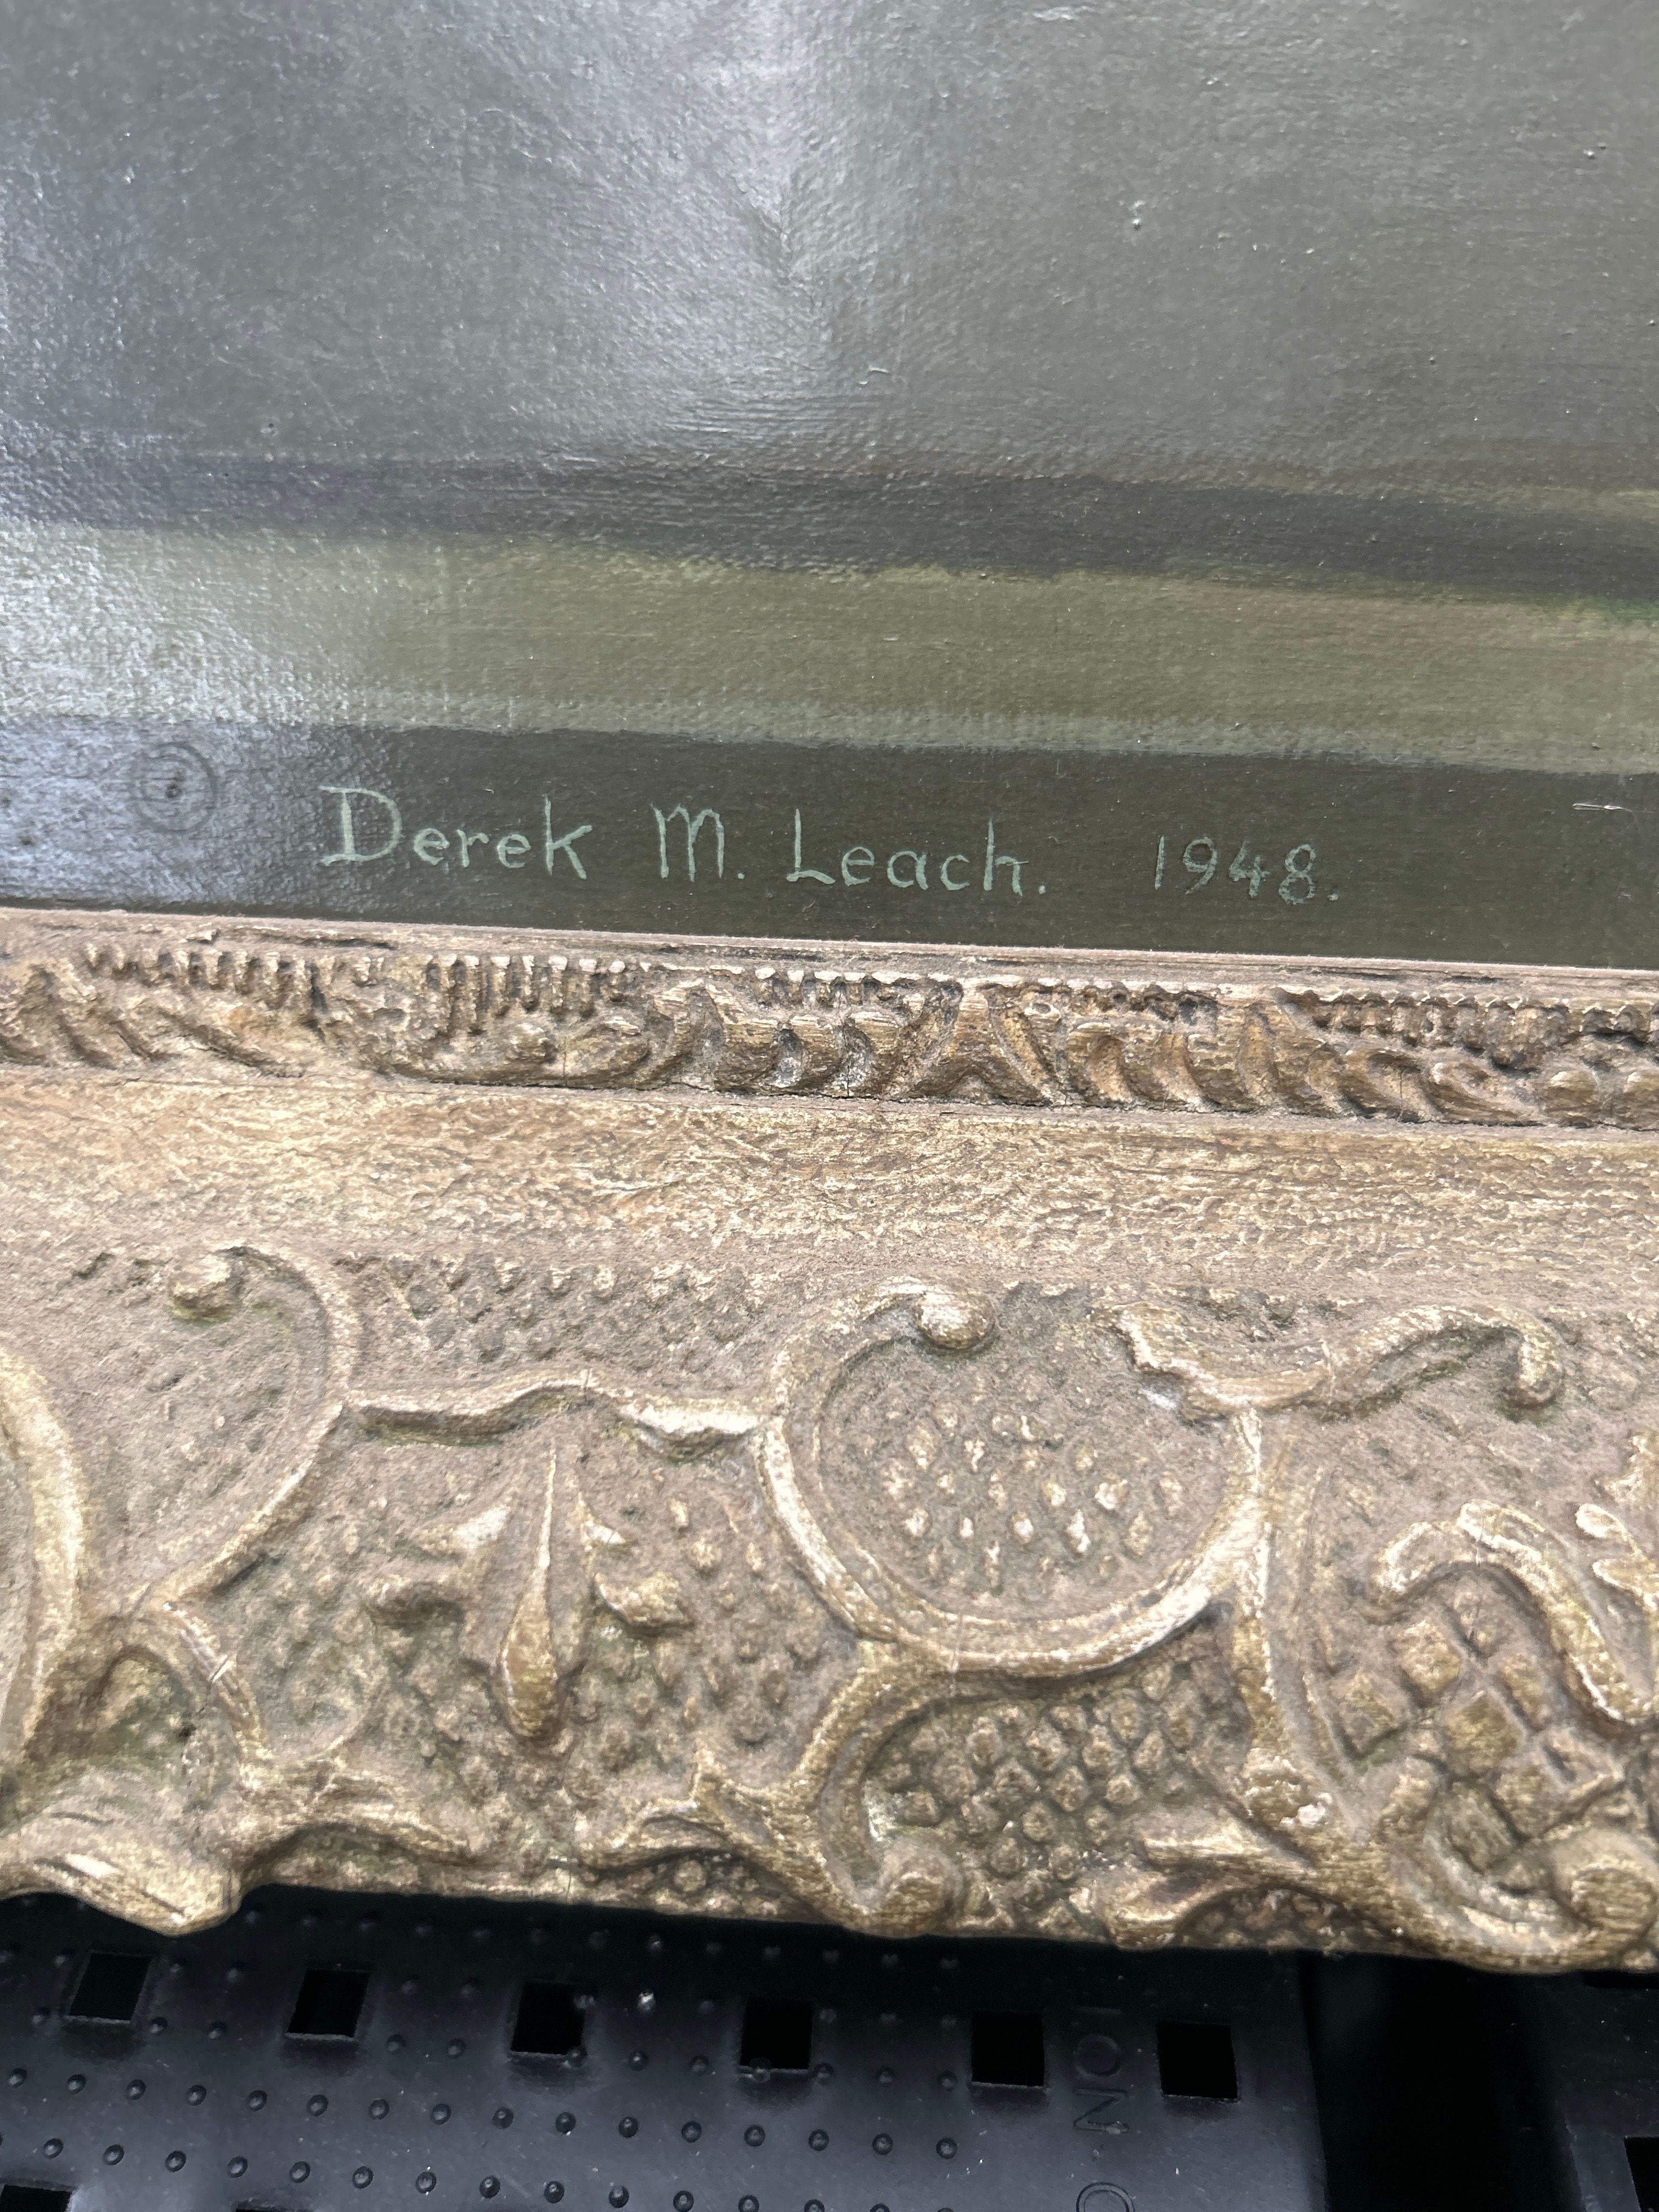 © Derek M. Leach. 1948.